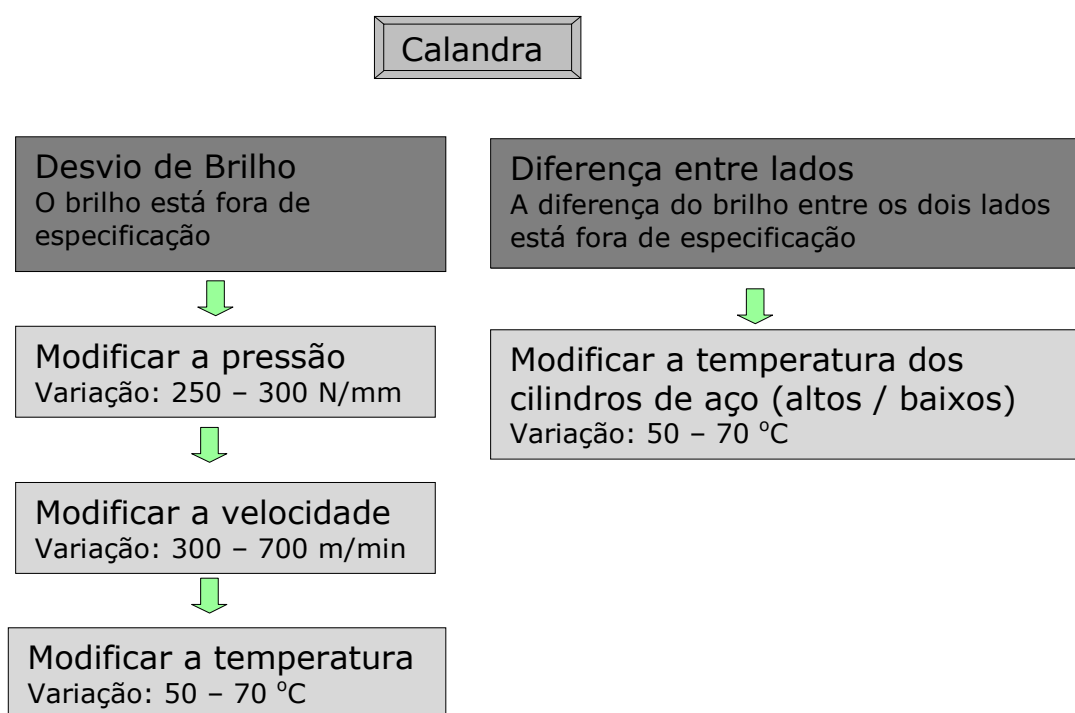 Calandra
Desvio de Brilho
O brilho está fora de
especificação
Modificar a pressão
Variação: 250 – 300 N/mm
Modificar a velocidade
Variação: 300 – 700 m/min
Modificar a temperatura
Variação: 50 – 70 °C
Diferença entre lados
A diferença do brilho entre os dois lados
está fora de especificação
Modificar a temperatura dos
cilindros de aço (altos / baixos)
Variação: 50 – 70 °C